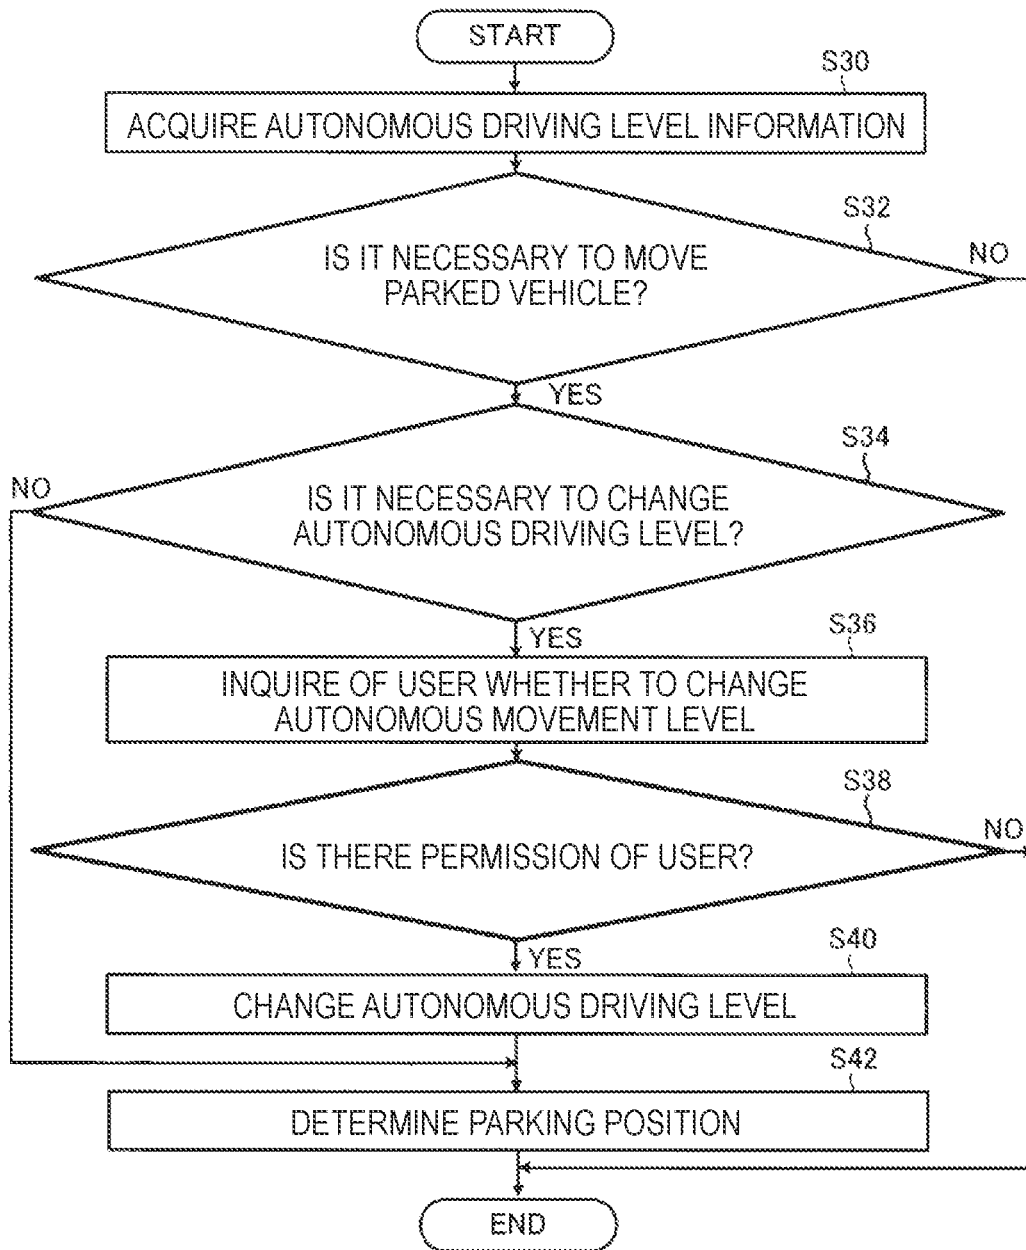 START
S30
ACQUIRE AUTONOMOUS DRIVING LEVEL INFORMATION
S32
NO
IS IT NECESSARY TO MOVE
PARKED VEHICLE?
YES
S34
NO
IS IT NECESSARY TO CHANGE
AUTONOMOUS DRIVING LEVEL?
YES
S36
INQUIRE OF USER WHETHER TO CHANGE
AUTONOMOUS MOVEMENT LEVEL
S38
NO
IS THERE PERMISSION OF USER?
YES
S40
CHANGE AUTONOMOUS DRIVING LEVEL
S42
DETERMINE PARKING POSITION
END